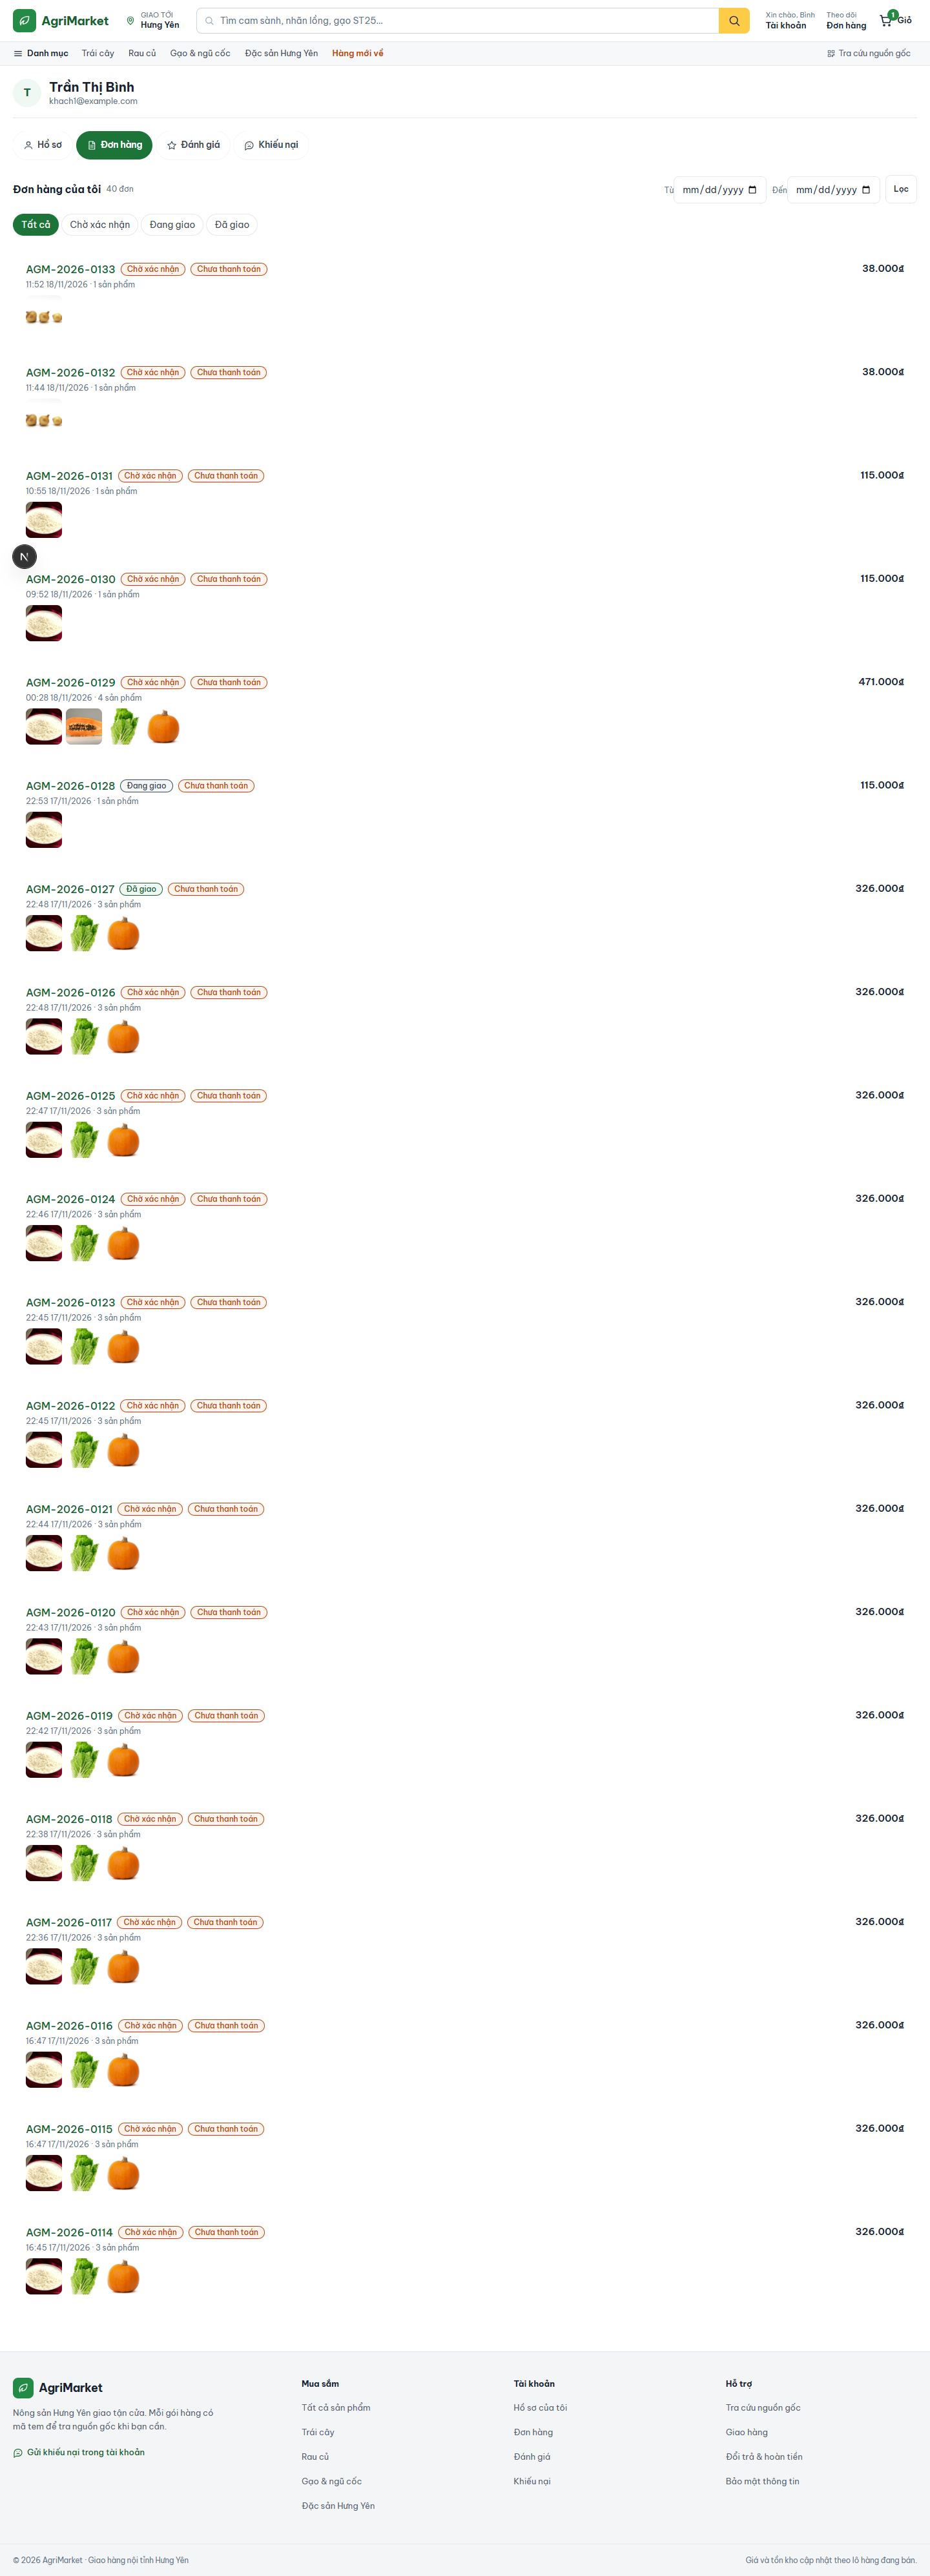 AgriMarket
GIAO TỚI
Hưng Yên
Tìm cam sành, nhãn lồng, gạo ST25...
Xin chào, Bình
Tài khoản
Theo dõi
Đơn hàng
1
Giỏ
Danh mục
Trái cây
Rau củ
Gạo & ngũ cốc
Đặc sản Hưng Yên
Hàng mới về
Tra cứu nguồn gốc
T
Trần Thị Bình
khach1@example.com
Hồ sơ
Đơn hàng
Đánh giá
Khiếu nại
Đơn hàng của tôi 40 đơn
Từ mm/dd/yyyy Đến mm/dd/yyyy Lọc
Tất cả
Chờ xác nhận
Đang giao
Đã giao
AGM-2026-0133 Chờ xác nhận Chưa thanh toán 38.000₫
11:52 18/11/2026 · 1 sản phẩm
AGM-2026-0132 Chờ xác nhận Chưa thanh toán 38.000₫
11:44 18/11/2026 · 1 sản phẩm
AGM-2026-0131 Chờ xác nhận Chưa thanh toán 115.000₫
10:55 18/11/2026 · 1 sản phẩm
N
AGM-2026-0130 Chờ xác nhận Chưa thanh toán 115.000₫
09:52 18/11/2026 · 1 sản phẩm
AGM-2026-0129 Chờ xác nhận Chưa thanh toán 471.000₫
00:28 18/11/2026 · 4 sản phẩm
AGM-2026-0128 Đang giao Chưa thanh toán 115.000₫
22:53 17/11/2026 · 1 sản phẩm
AGM-2026-0127 Đã giao Chưa thanh toán 326.000₫
22:48 17/11/2026 · 3 sản phẩm
AGM-2026-0126 Chờ xác nhận Chưa thanh toán 326.000₫
22:48 17/11/2026 · 3 sản phẩm
AGM-2026-0125 Chờ xác nhận Chưa thanh toán 326.000₫
22:47 17/11/2026 · 3 sản phẩm
AGM-2026-0124 Chờ xác nhận Chưa thanh toán 326.000₫
22:46 17/11/2026 · 3 sản phẩm
AGM-2026-0123 Chờ xác nhận Chưa thanh toán 326.000₫
22:45 17/11/2026 · 3 sản phẩm
AGM-2026-0122 Chờ xác nhận Chưa thanh toán 326.000₫
22:45 17/11/2026 · 3 sản phẩm
AGM-2026-0121 Chờ xác nhận Chưa thanh toán 326.000₫
22:44 17/11/2026 · 3 sản phẩm
AGM-2026-0120 Chờ xác nhận Chưa thanh toán 326.000₫
22:43 17/11/2026 · 3 sản phẩm
AGM-2026-0119 Chờ xác nhận Chưa thanh toán 326.000₫
22:42 17/11/2026 · 3 sản phẩm
AGM-2026-0118 Chờ xác nhận Chưa thanh toán 326.000₫
22:38 17/11/2026 · 3 sản phẩm
AGM-2026-0117 Chờ xác nhận Chưa thanh toán 326.000₫
22:36 17/11/2026 · 3 sản phẩm
AGM-2026-0116 Chờ xác nhận Chưa thanh toán 326.000₫
16:47 17/11/2026 · 3 sản phẩm
AGM-2026-0115 Chờ xác nhận Chưa thanh toán 326.000₫
16:47 17/11/2026 · 3 sản phẩm
AGM-2026-0114 Chờ xác nhận Chưa thanh toán 326.000₫
16:45 17/11/2026 · 3 sản phẩm
AgriMarket
Nông sản Hưng Yên giao tận cửa. Mỗi gói hàng có
mã tem để tra nguồn gốc khi bạn cần.
Gửi khiếu nại trong tài khoản
Mua sắm
Tất cả sản phẩm
Trái cây
Rau củ
Gạo & ngũ cốc
Đặc sản Hưng Yên
Tài khoản
Hồ sơ của tôi
Đơn hàng
Đánh giá
Khiếu nại
Hỗ trợ
Tra cứu nguồn gốc
Giao hàng
Đổi trả & hoàn tiền
Bảo mật thông tin
© 2026 AgriMarket · Giao hàng nội tỉnh Hưng Yên
Giá và tồn kho cập nhật theo lô hàng đang bán.